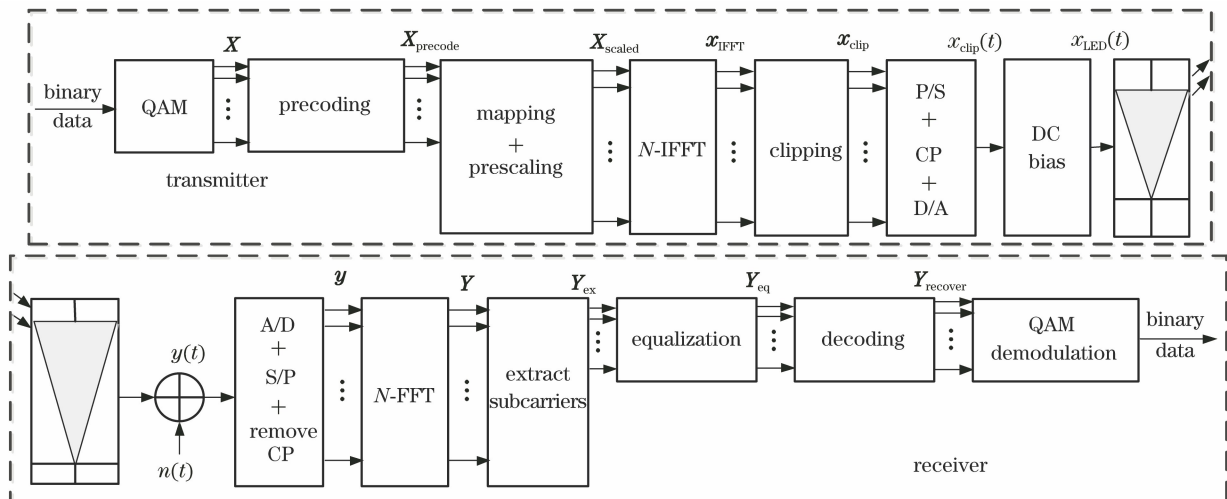 X
X_precode
X_scaled
x_IFFT
x_clip
x_clip(t)
x_LED(t)
binary
data
QAM
precoding
mapping
+
prescaling
N-IFFT
clipping
P/S
+
CP
+
D/A
DC
bias
transmitter
y
Y
Y_ex
Y_eq
Y_recover
y(t)
n(t)
A/D
+
S/P
+
remove
CP
N-FFT
extract
subcarriers
equalization
decoding
QAM
demodulation
binary
data
receiver